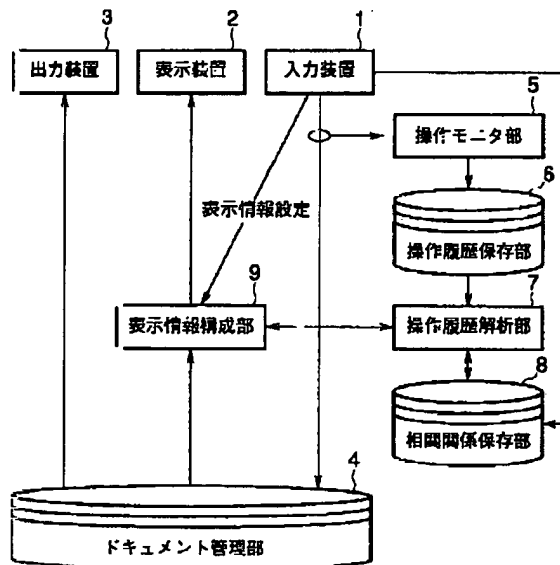 3
2
1
出力装置
表示装置
入力装置
5
操作モニタ部
6
表示情報設定
操作履歴保存部
9
7
表示情報構成部
操作履歴解析部
8
相関関係保存部
4
ドキュメント管理部